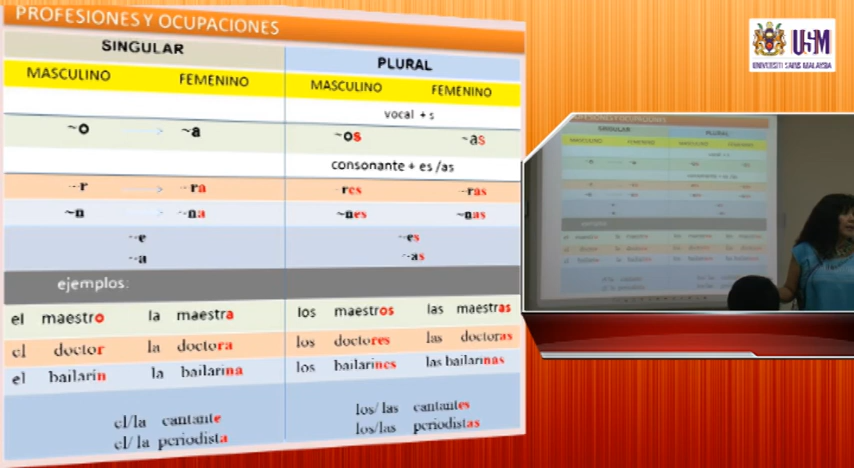 PROFESIONES Y OCUPACIONES
SINGULAR PLURAL
MASCULINO FEMENINO MASCULINO FEMENINO
vocal + s
~o ~a ~os ~as
consonante + es /as
~r ~ra ~res ~ras
~n ~na ~nes ~nas
~e ~es
~a ~as
ejemplos:
el maestro la maestra los maestros las maestras
el doctor la doctora los doctores las doctoras
el bailarin la bailarina los bailarines las bailarinas
el/la cantante los/ las cantantes
el/ la periodista los/las periodistas
USM
UNIVERSITI SAINS MALAYSIA